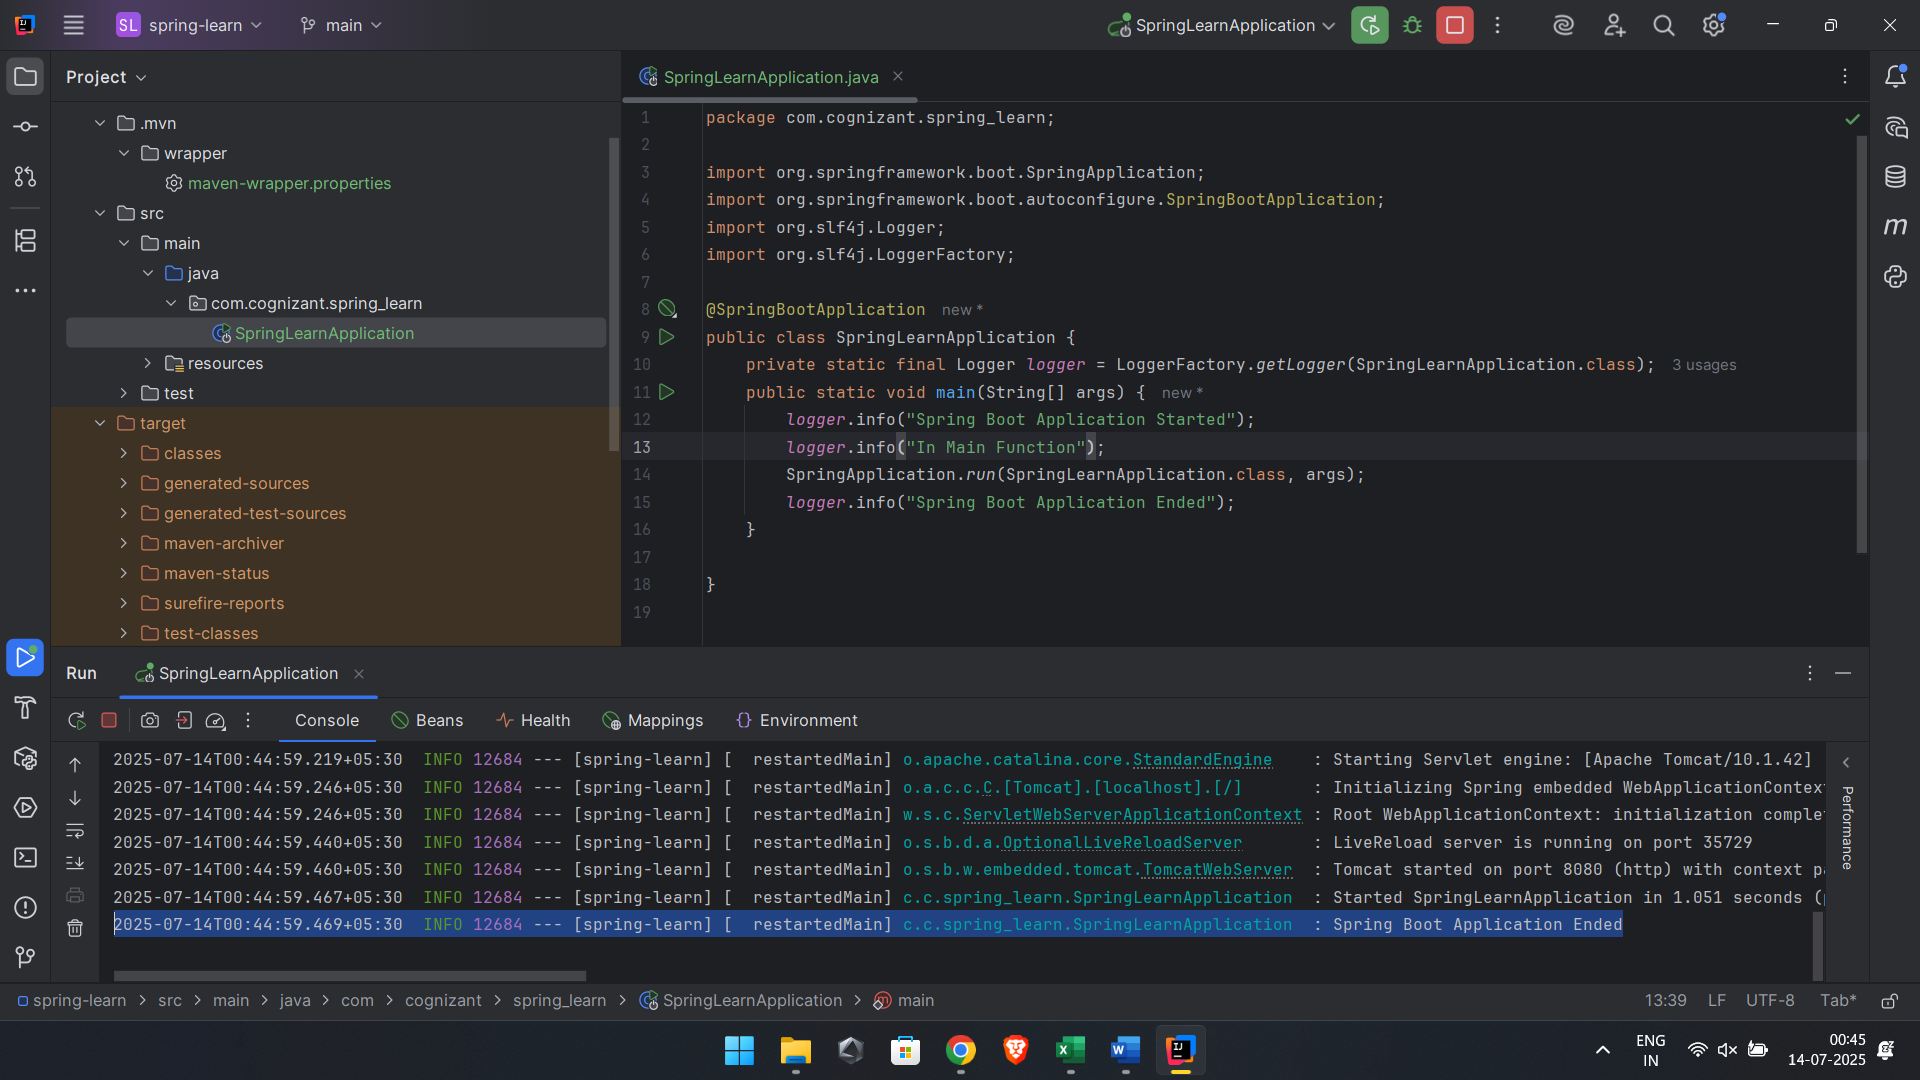 SL spring-learn
main
SpringLearnApplication
Project
SpringLearnApplication.java
.mvn
wrapper
maven-wrapper.properties
src
main
java
com.cognizant.spring_learn
SpringLearnApplication
resources
test
target
classes
generated-sources
generated-test-sources
maven-archiver
maven-status
surefire-reports
test-classes
1 package com.cognizant.spring_learn;
2
3 import org.springframework.boot.SpringApplication;
4 import org.springframework.boot.autoconfigure.SpringBootApplication;
5 import org.slf4j.Logger;
6 import org.slf4j.LoggerFactory;
7
8 @SpringBootApplication new *
9 public class SpringLearnApplication {
10 private static final Logger logger = LoggerFactory.getLogger(SpringLearnApplication.class); 3 usages
11 public static void main(String[] args) { new *
12 logger.info("Spring Boot Application Started");
13 logger.info("In Main Function");
14 SpringApplication.run(SpringLearnApplication.class, args);
15 logger.info("Spring Boot Application Ended");
16 }
17
18 }
19
Run SpringLearnApplication
Console Beans Health Mappings Environment
2025-07-14T00:44:59.219+05:30 INFO 12684 --- [spring-learn] [ restartedMain] o.apache.catalina.core.StandardEngine : Starting Servlet engine: [Apache Tomcat/10.1.42]
2025-07-14T00:44:59.246+05:30 INFO 12684 --- [spring-learn] [ restartedMain] o.a.c.c.C.[Tomcat].[localhost].[/] : Initializing Spring embedded WebApplicationContext
2025-07-14T00:44:59.246+05:30 INFO 12684 --- [spring-learn] [ restartedMain] w.s.c.ServletWebServerApplicationContext : Root WebApplicationContext: initialization comple
2025-07-14T00:44:59.440+05:30 INFO 12684 --- [spring-learn] [ restartedMain] o.s.b.d.a.OptionalLiveReloadServer : LiveReload server is running on port 35729
2025-07-14T00:44:59.460+05:30 INFO 12684 --- [spring-learn] [ restartedMain] o.s.b.w.embedded.tomcat.TomcatWebServer : Tomcat started on port 8080 (http) with context p
2025-07-14T00:44:59.467+05:30 INFO 12684 --- [spring-learn] [ restartedMain] c.c.spring_learn.SpringLearnApplication : Started SpringLearnApplication in 1.051 seconds (
2025-07-14T00:44:59.469+05:30 INFO 12684 --- [spring-learn] [ restartedMain] c.c.spring_learn.SpringLearnApplication : Spring Boot Application Ended
Performance
spring-learn > src > main > java > com > cognizant > spring_learn > SpringLearnApplication > main
13:39 LF UTF-8 Tab*
ENG
IN
00:45
14-07-2025